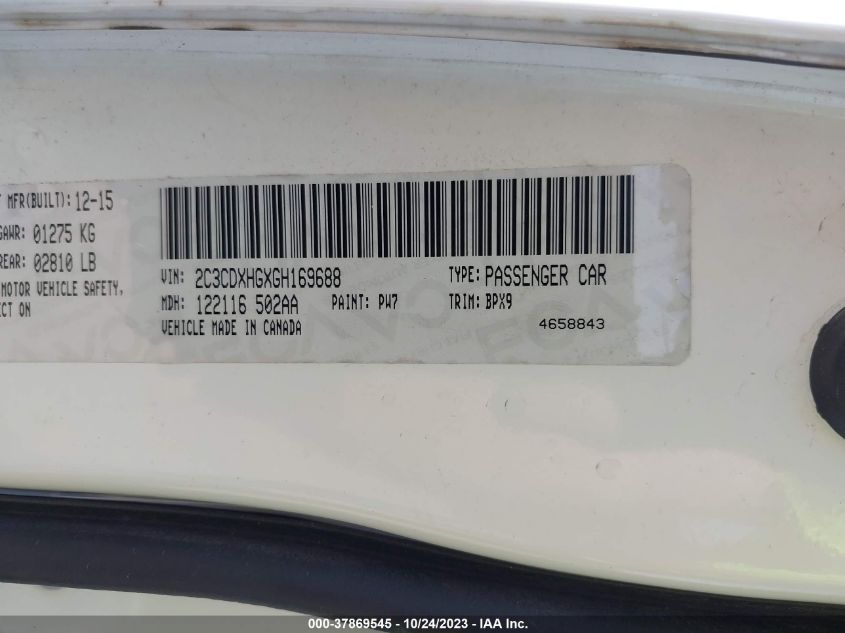 MFR(BUILT): 12-15
GAWR: 01275 KG
REAR: 02810 LB
MOTOR VEHICLE SAFETY,
ECT ON
VIN: 2C3CDXHGXGH169688 TYPE: PASSENGER CAR
MDH: 122116 502AA PAINT: PW7 TRIM: BPX9
VEHICLE MADE IN CANADA 4658843
000-37869545 - 10/24/2023 - IAA Inc.